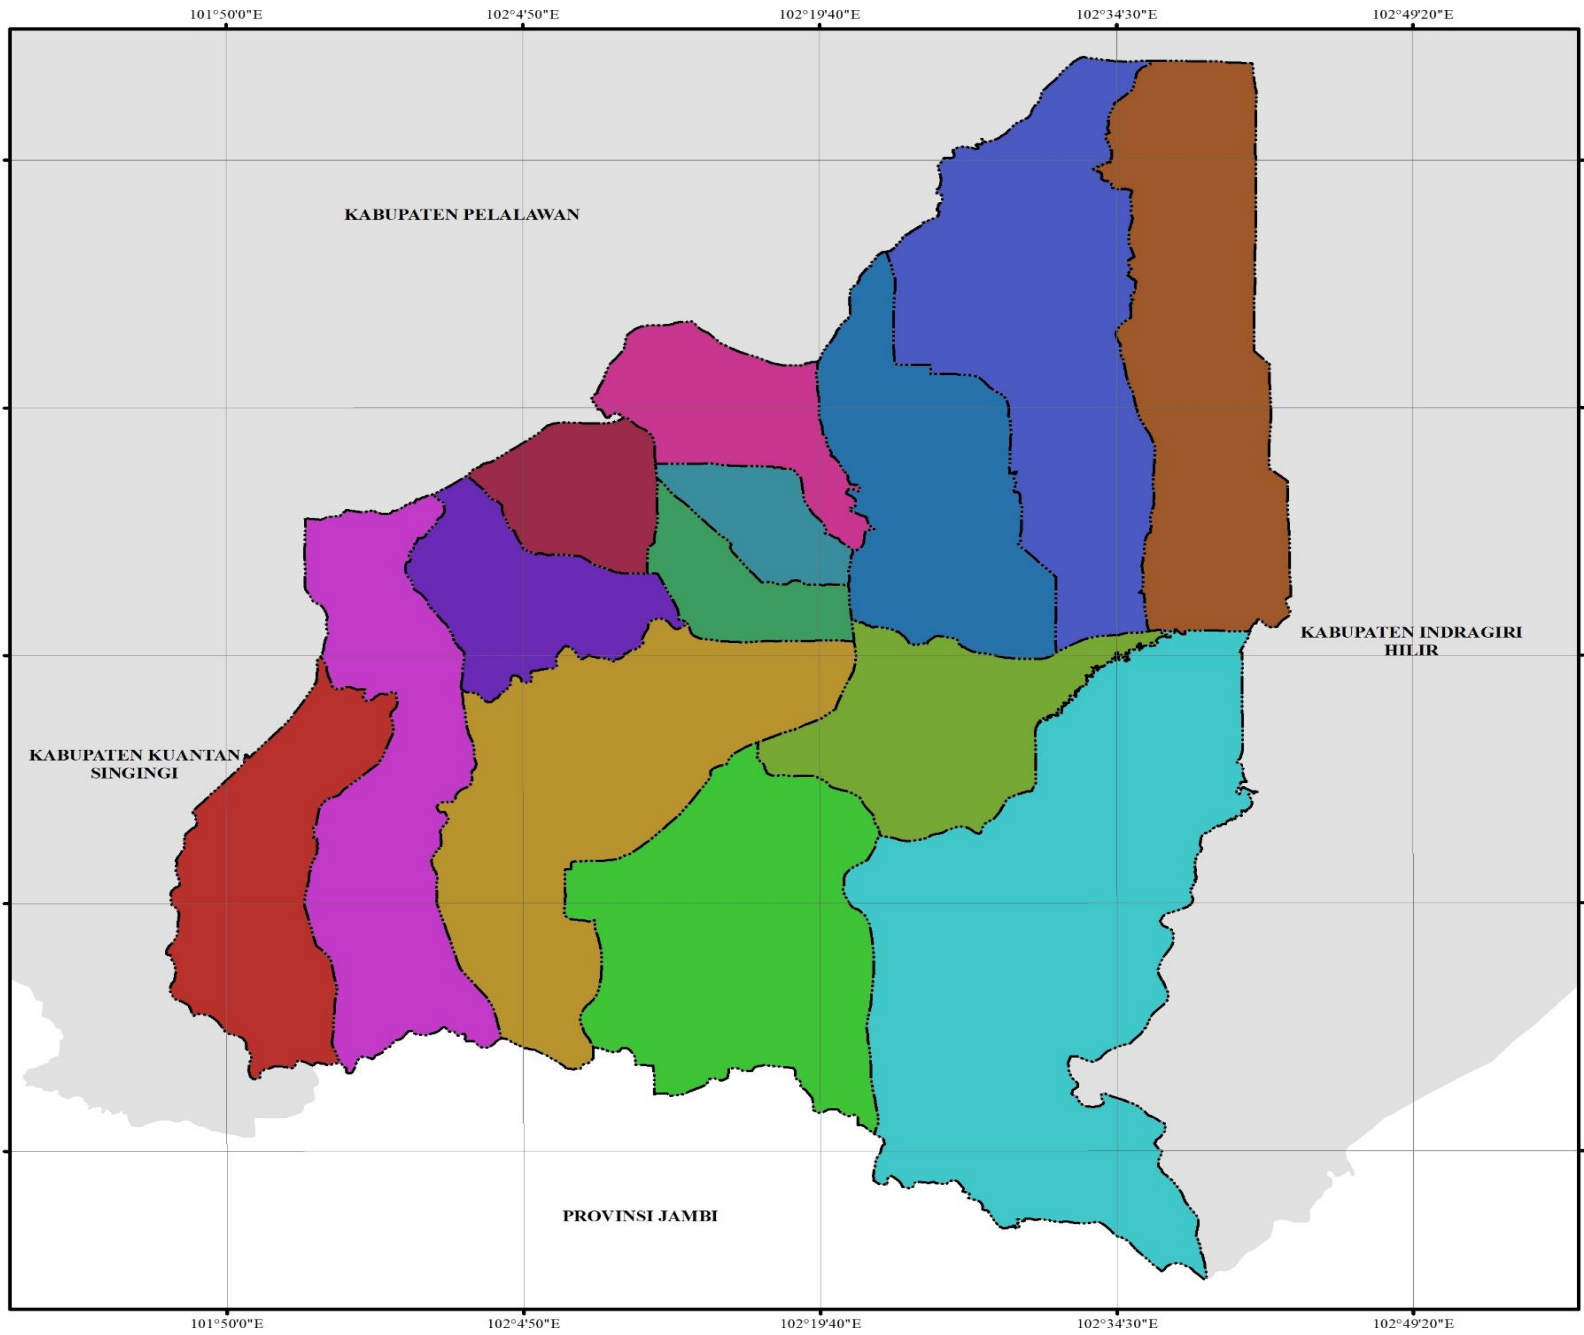 101°50'0"E 102°4'50"E 102°19'40"E 102°34'30"E 102°49'20"E
KABUPATEN PELALAWAN
KABUPATEN INDRAGIRI
HILIR
KABUPATEN KUANTAN
SINGINGI
PROVINSI JAMBI
101°50'0"E 102°4'50"E 102°19'40"E 102°34'30"E 102°49'20"E